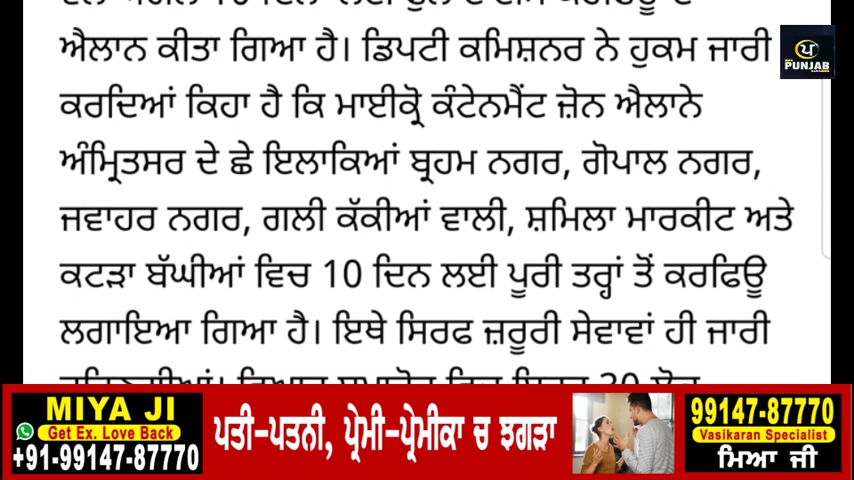 ਐਲਾਨ ਕੀਤਾ ਗਿਆ ਹੈ। ਡਿਪਟੀ ਕਮਿਸ਼ਨਰ ਨੇ ਹੁਕਮ ਜਾਰੀ
ਕਰਦਿਆਂ ਕਿਹਾ ਹੈ ਕਿ ਮਾਈਕ੍ਰੋ ਕੰਟੇਨਮੈਂਟ ਜ਼ੋਨ ਐਲਾਨੇ
ਅੰਮ੍ਰਿਤਸਰ ਦੇ ਛੇ ਇਲਾਕਿਆਂ ਬ੍ਰਹਮ ਨਗਰ, ਗੋਪਾਲ ਨਗਰ,
ਜਵਾਹਰ ਨਗਰ, ਗਲੀ ਕੱਕੀਆਂ ਵਾਲੀ, ਸ਼ਮਿਲਾ ਮਾਰਕੀਟ ਅਤੇ
ਕਟੜਾ ਬੱਘੀਆਂ ਵਿਚ 10 ਦਿਨ ਲਈ ਪੂਰੀ ਤਰ੍ਹਾਂ ਤੋਂ ਕਰਫਿਊ
ਲਗਾਇਆ ਗਿਆ ਹੈ। ਇਥੇ ਸਿਰਫ ਜ਼ਰੂਰੀ ਸੇਵਾਵਾਂ ਹੀ ਜਾਰੀ
ਪ
PUNJAB
MIYA JI
Get Ex. Love Back
+91-99147-87770
ਪਤੀ-ਪਤਨੀ, ਪ੍ਰੇਮੀ-ਪ੍ਰੇਮੀਕਾ ਚ ਝਗੜਾ
99147-87770
Vasikaran Specialist
ਮਿਆ ਜੀ